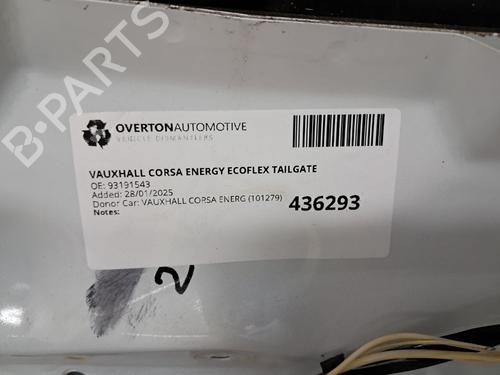 B-PARTS
OVERTONAUTOMOTIVE
VEHICLE DISMANTLERS
VAUXHALL CORSA ENERGY ECOFLEX TAILGATE
OE: 93191543
Added: 28/01/2025
Donor Car: VAUXHALL CORSA ENERG (101279)
436293
Notes:
2